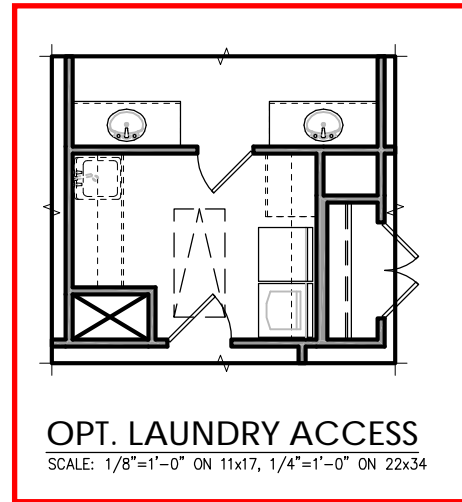 OPT. LAUNDRY ACCESS
SCALE: 1/8"=1'-0" ON 11x17, 1/4"=1'-0" ON 22x34